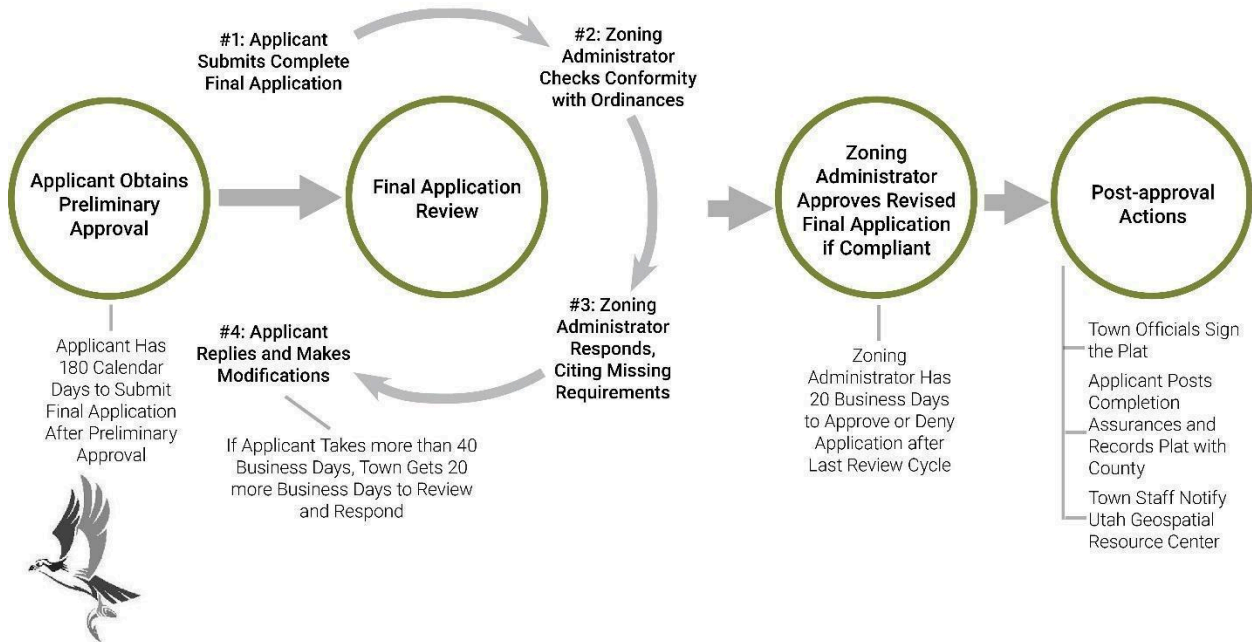 Applicant Obtains
Preliminary
Approval
Applicant Has
180 Calendar
Days to Submit
Final Application
After Preliminary
Approval
Final Application
Review
#1: Applicant
Submits Complete
Final Application
#2: Zoning
Administrator
Checks Conformity
with Ordinances
#3: Zoning
Administrator
Responds,
Citing Missing
Requirements
#4: Applicant
Replies and Makes
Modifications
If Applicant Takes more than 40
Business Days, Town Gets 20
more Business Days to Review
and Respond
Zoning
Administrator
Approves Revised
Final Application
if Compliant
Zoning
Administrator Has
20 Business Days
to Approve or Deny
Application after
Last Review Cycle
Post-approval
Actions
Town Officials Sign
the Plat
Applicant Posts
Completion
Assurances and
Records Plat with
County
Town Staff Notify
Utah Geospatial
Resource Center